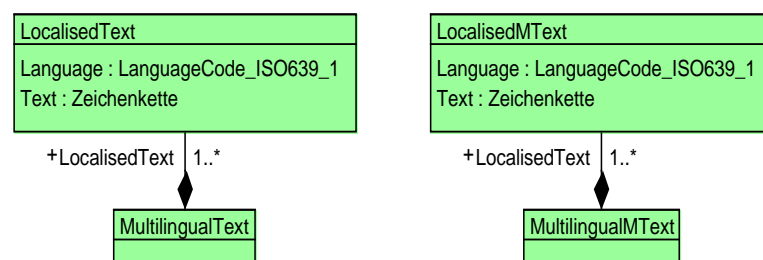 LocalisedText
Language : LanguageCode_ISO639_1
Text : Zeichenkette
+LocalisedText 1..*
MultilingualText
LocalisedMText
Language : LanguageCode_ISO639_1
Text : Zeichenkette
+LocalisedText 1..*
MultilingualMText